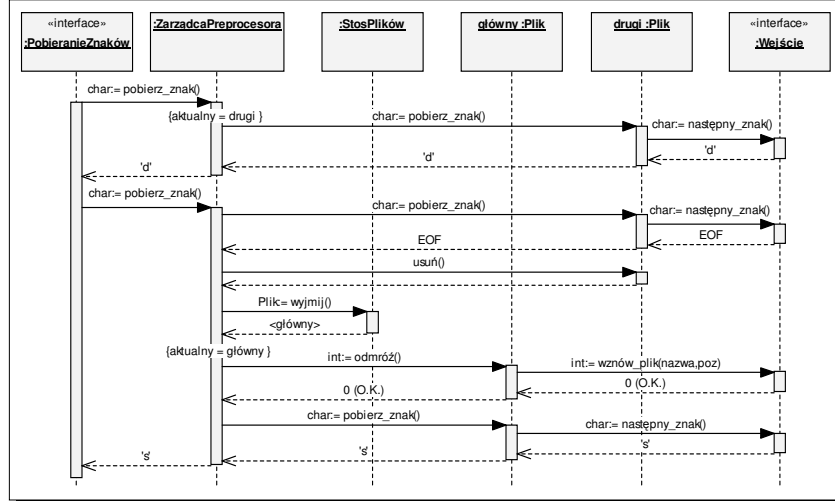 «interface»
:PobieranieZnaków
:ZarządcaPreprocesora
:StosPlików
główny :Plik
drugi :Plik
«interface»
:Wejście
char:= pobierz_znak()
{aktualny = drugi }
char:= pobierz_znak()
char:= następny_znak()
'd'
'd'
'd'
char:= pobierz_znak()
char:= pobierz_znak()
char:= następny_znak()
EOF
EOF
usuń()
Plik:= wyjmij()
<główny>
{aktualny = główny }
int:= odmróź()
int:= wznów_plik(nazwa,poz)
0 (O.K.)
0 (O.K.)
char:= pobierz_znak()
char:= następny_znak()
's'
's'
's'